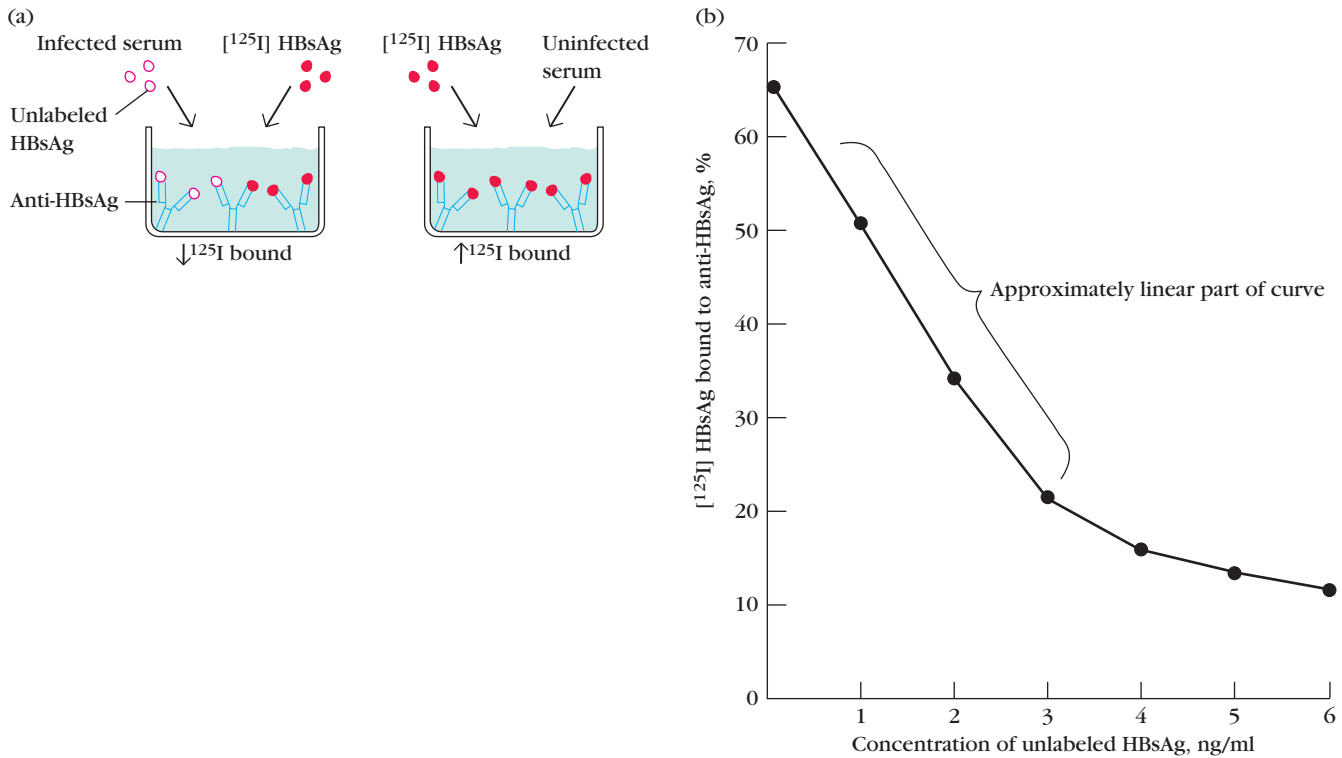 (a)
Infected serum
[¹²⁵I] HBsAg
[¹²⁵I] HBsAg
Uninfected
serum
Unlabeled
HBsAg
Anti-HBsAg
↓¹²⁵I bound
↑¹²⁵I bound
(b)
[¹²⁵I] HBsAg bound to anti-HBsAg, %
70
60
50
40
30
20
10
0
Approximately linear part of curve
1 2 3 4 5 6
Concentration of unlabeled HBsAg, ng/ml